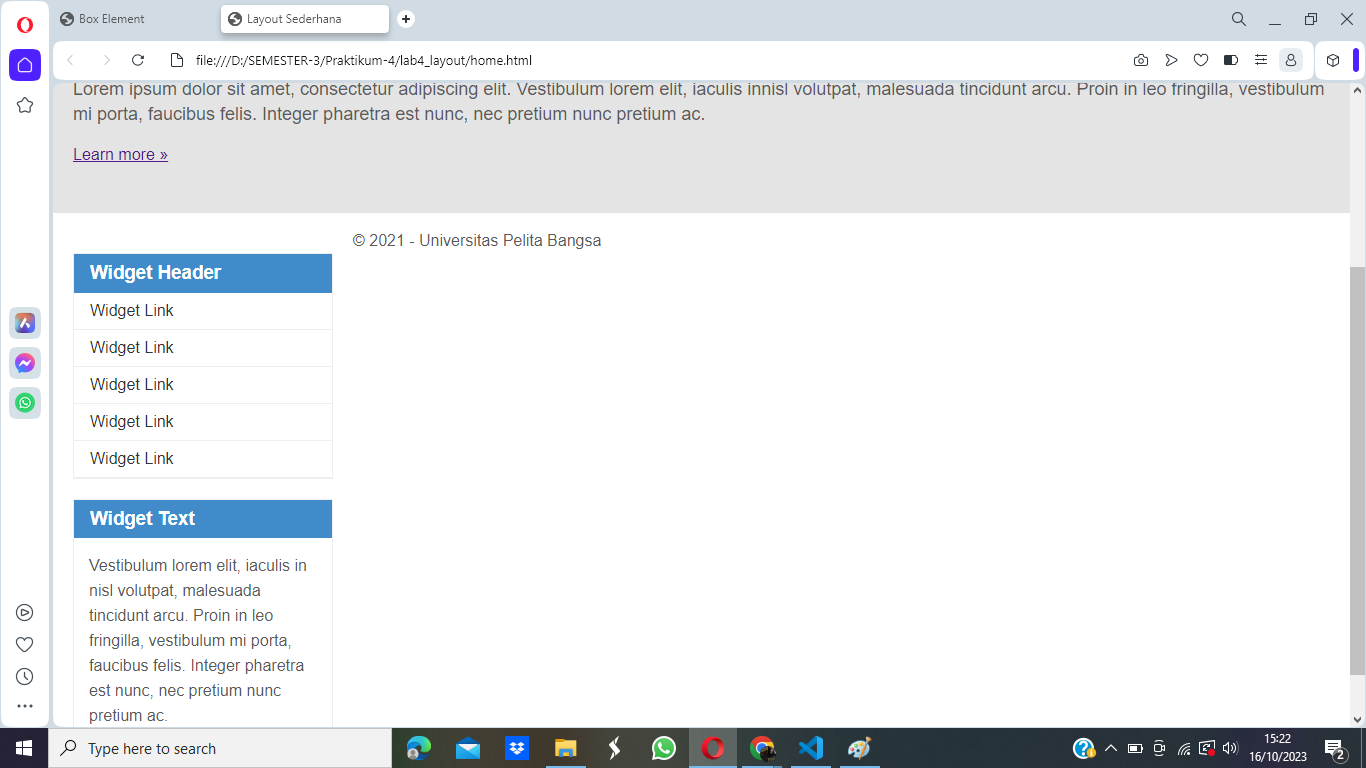 Box Element
Layout Sederhana
file:///D:/SEMESTER-3/Praktikum-4/lab4_layout/home.html
Lorem ipsum dolor sit amet, consectetur adipiscing elit. Vestibulum lorem elit, iaculis innisl volutpat, malesuada tincidunt arcu. Proin in leo fringilla, vestibulum
mi porta, faucibus felis. Integer pharetra est nunc, nec pretium nunc pretium ac.
Learn more »
© 2021 - Universitas Pelita Bangsa
Widget Header
Widget Link
Widget Link
Widget Link
Widget Link
Widget Link
Widget Text
Vestibulum lorem elit, iaculis in
nisl volutpat, malesuada
tincidunt arcu. Proin in leo
fringilla, vestibulum mi porta,
faucibus felis. Integer pharetra
est nunc, nec pretium nunc
pretium ac.
Type here to search
15:22
16/10/2023
2